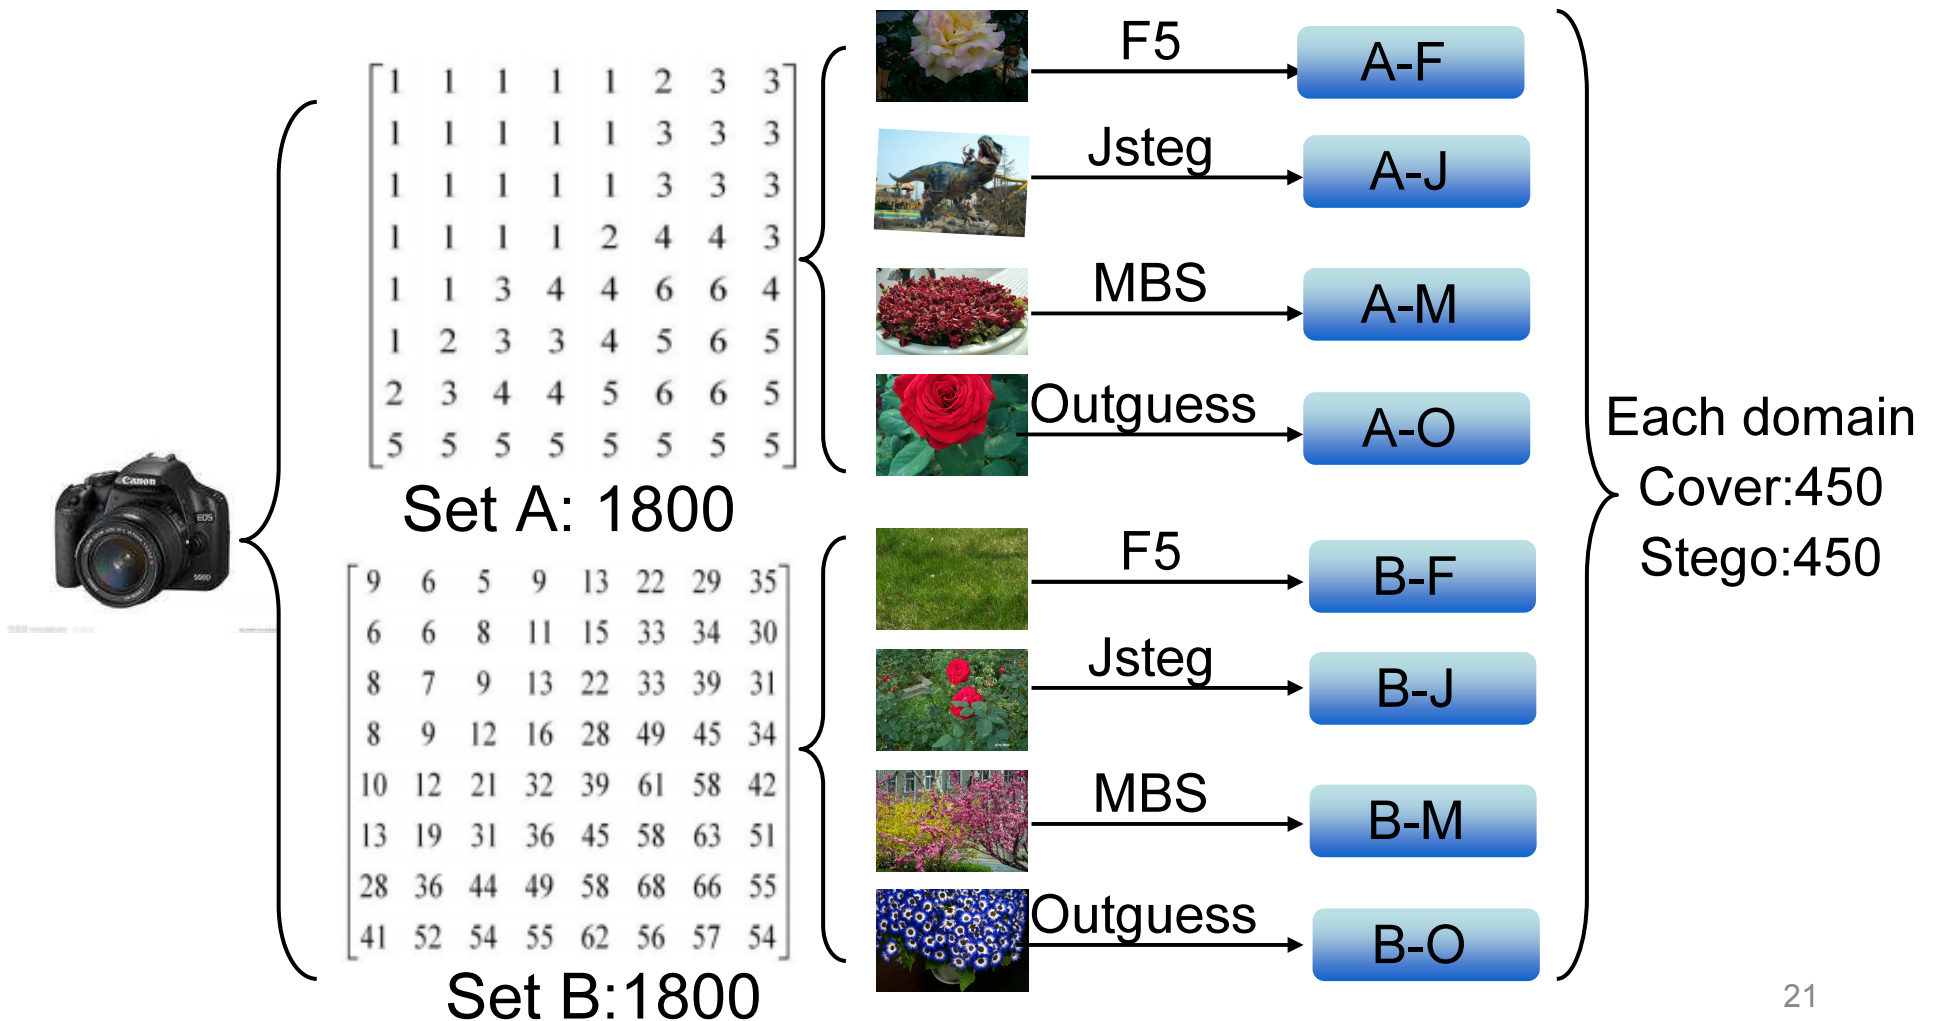 1 1 1 1 1 2 3 3
1 1 1 1 1 3 3 3
1 1 1 1 1 3 3 3
1 1 1 1 2 4 4 3
1 1 3 4 4 6 6 4
1 2 3 3 4 5 6 5
2 3 4 4 5 6 6 5
5 5 5 5 5 5 5 5
Set A: 1800
9 6 5 9 13 22 29 35
6 6 8 11 15 33 34 30
8 7 9 13 22 33 39 31
8 9 12 16 28 49 45 34
10 12 21 32 39 61 58 42
13 19 31 36 45 58 63 51
28 36 44 49 58 68 66 55
41 52 54 55 62 56 57 54
Set B:1800
Canon
EOS
500D
F5
A-F
Jsteg
A-J
MBS
A-M
Outguess
A-O
F5
B-F
Jsteg
B-J
MBS
B-M
Outguess
B-O
Each domain
Cover:450
Stego:450
21